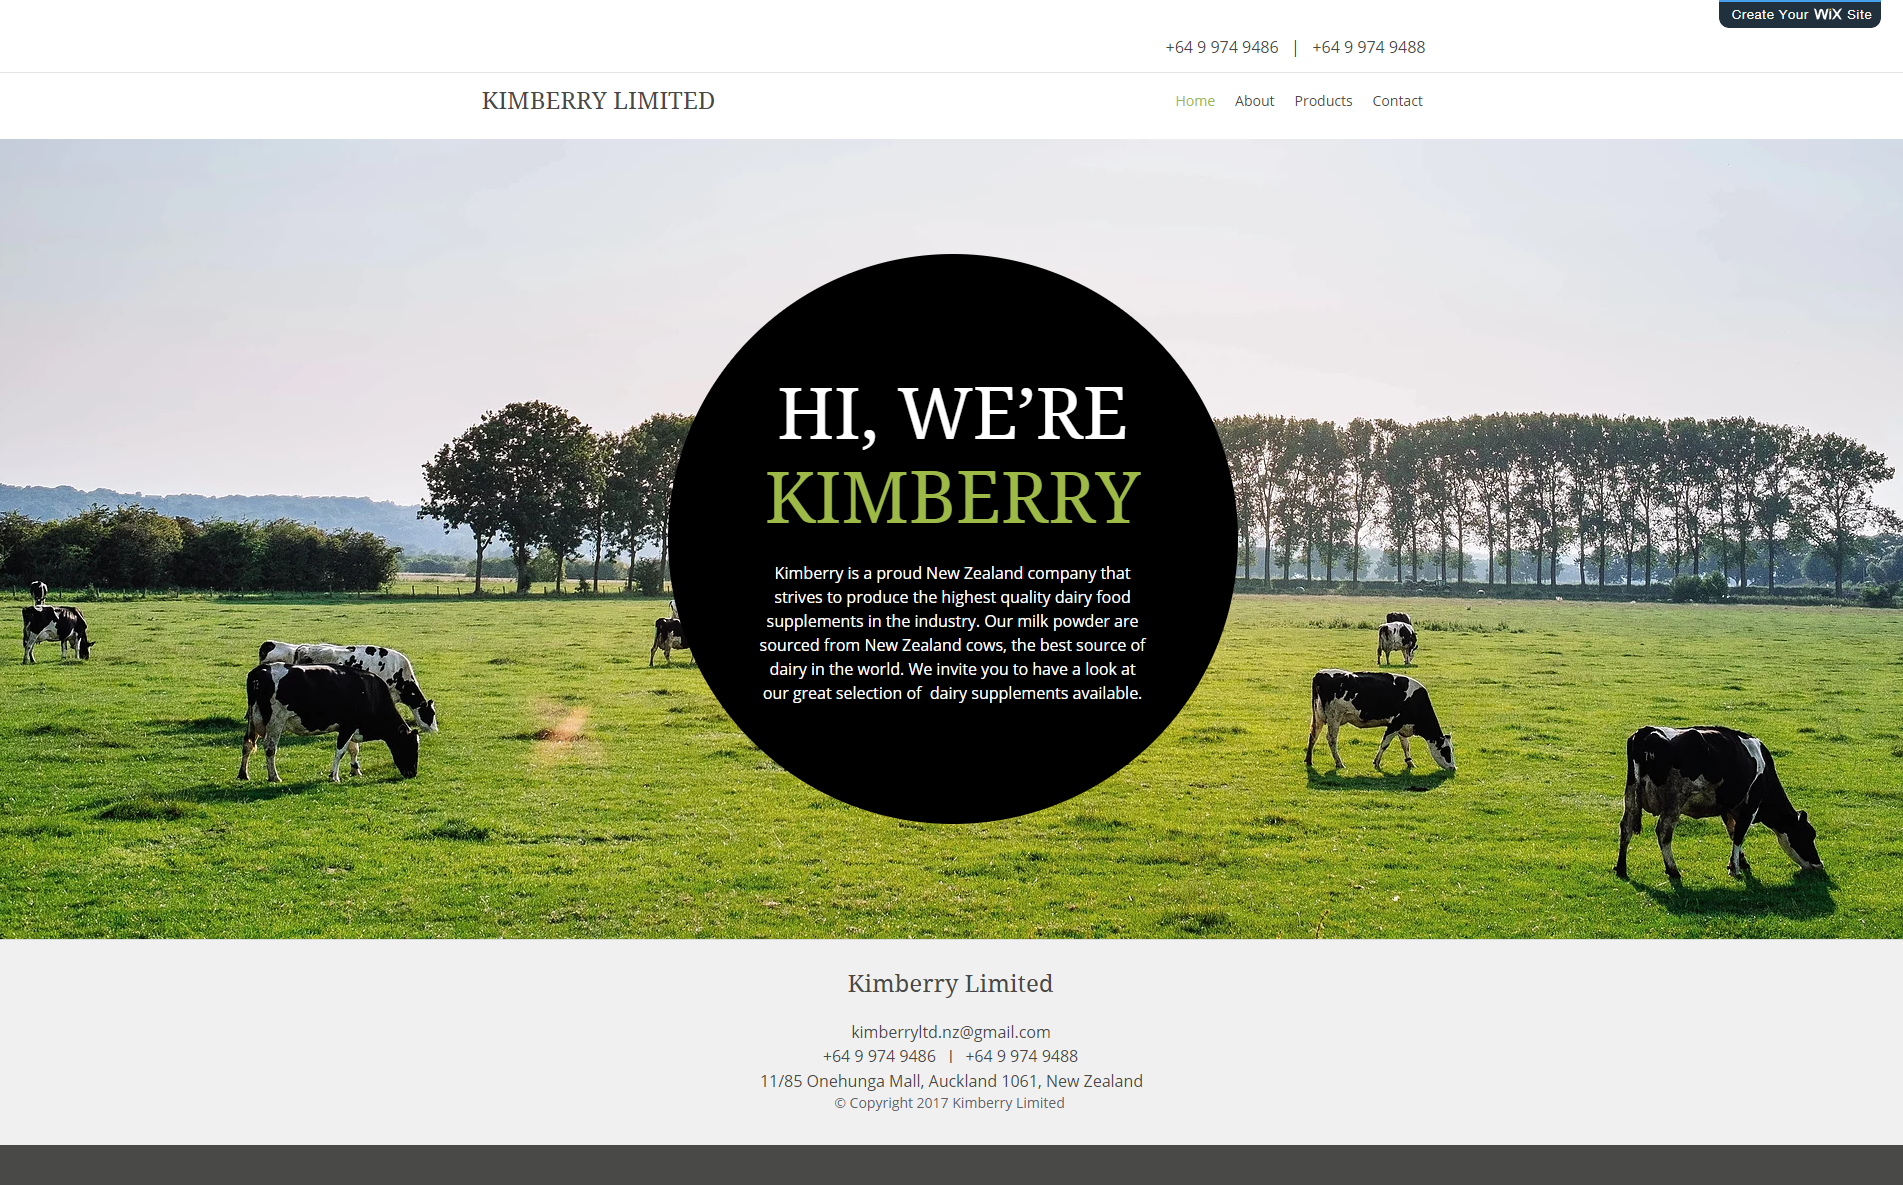 Create Your WiX Site
+64 9 974 9486 | +64 9 974 9488
KIMBERRY LIMITED
Home About Products Contact
HI, WE’RE
KIMBERRY
Kimberry is a proud New Zealand company that
strives to produce the highest quality dairy food
supplements in the industry. Our milk powder are
sourced from New Zealand cows, the best source of
dairy in the world. We invite you to have a look at
our great selection of  dairy supplements available.
Kimberry Limited
kimberryltd.nz@gmail.com
+64 9 974 9486 | +64 9 974 9488
11/85 Onehunga Mall, Auckland 1061, New Zealand
© Copyright 2017 Kimberry Limited